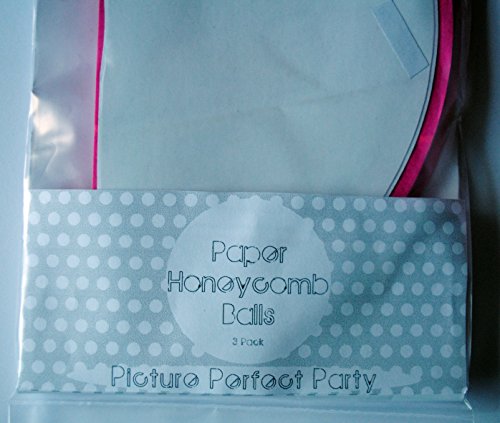 Paper
Honeycomb
Balls
3 Pack
Picture Perfect Party